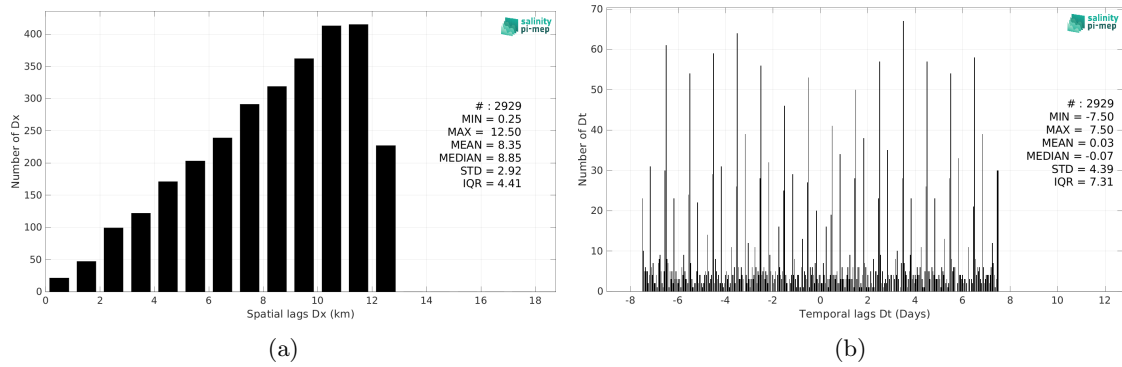 400
350
300
250
200
150
100
50
0
Number of Dx
0 2 4 6 8 10 12 14 16 18
Spatial lags Dx (km)
salinity
pi-mep
# : 2929
MIN = 0.25
MAX = 12.50
MEAN = 8.35
MEDIAN = 8.85
STD = 2.92
IQR = 4.41
(a)
70
60
50
40
30
20
10
0
Number of Dt
-8 -6 -4 -2 0 2 4 6 8 10 12
Temporal lags Dt (Days)
salinity
pi-mep
# : 2929
MIN = -7.50
MAX = 7.50
MEAN = 0.03
MEDIAN = -0.07
STD = 4.39
IQR = 7.31
(b)